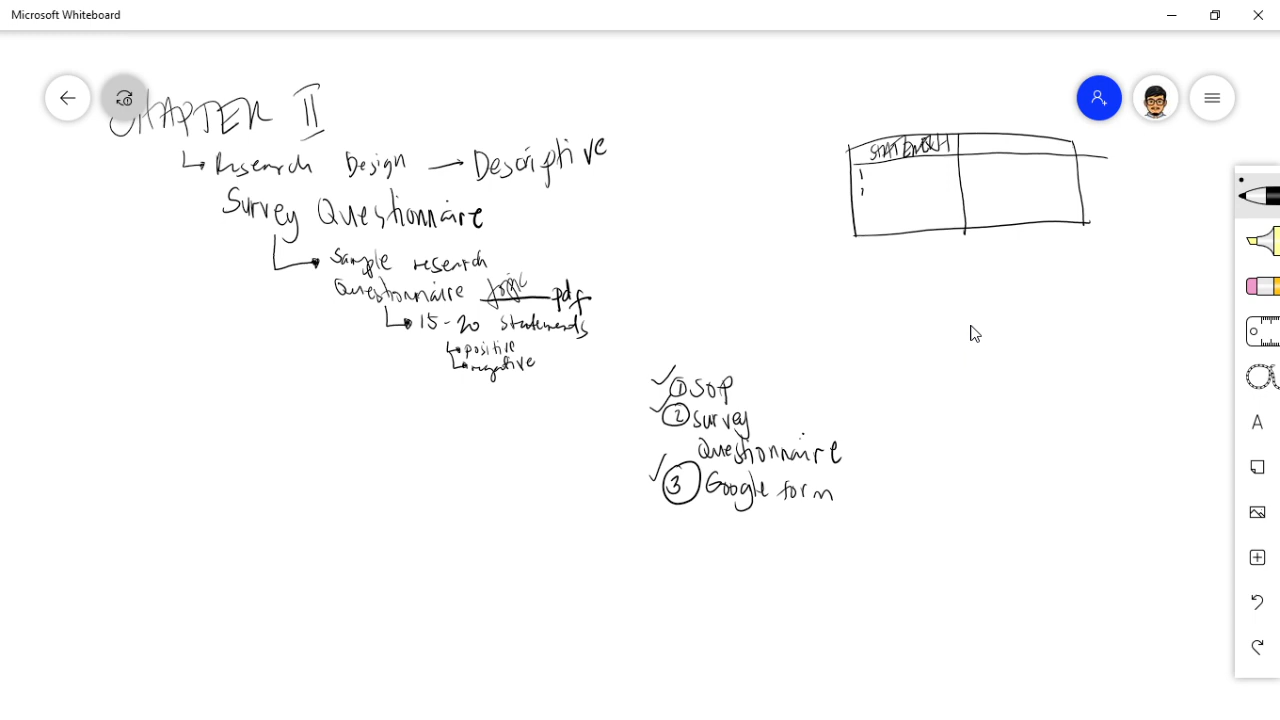 Microsoft Whiteboard
CHAPTER II
Research Design → Descriptive
Survey Questionnaire
Sample research
Questionnaire pdf
15-20 statements
positive
negative
STATEMENT
1
① SOP
② Survey
Questionnaire
③ Google form
A